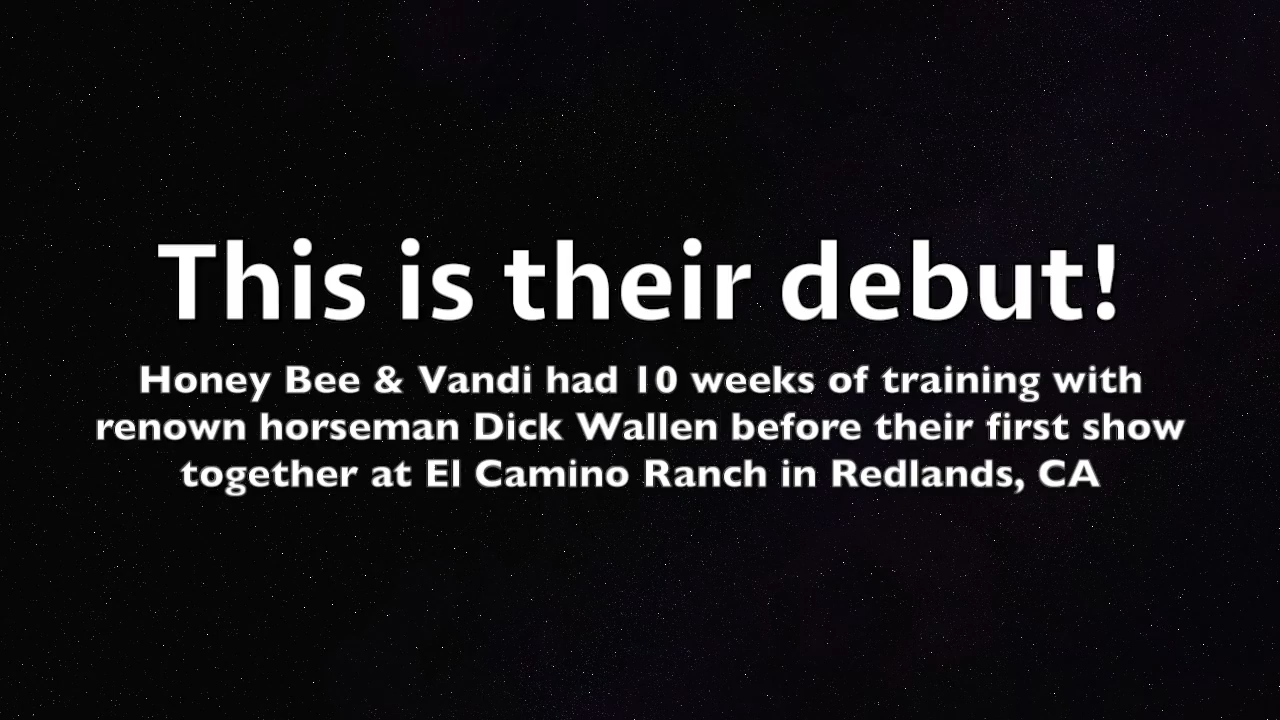 This is their debut!
Honey Bee & Vandi had 10 weeks of training with
renown horseman Dick Wallen before their first show
together at El Camino Ranch in Redlands, CA